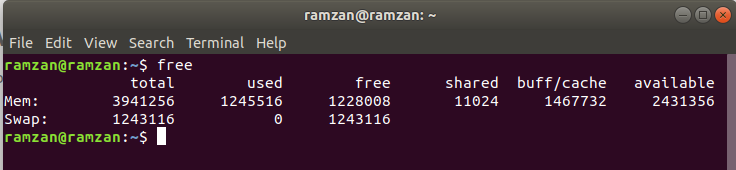 ramzan@ramzan: ~
File Edit View Search Terminal Help
ramzan@ramzan:~$ free
              total        used        free      shared  buff/cache   available
Mem:        3941256     1245516     1228008       11024     1467732     2431356
Swap:       1243116           0     1243116
ramzan@ramzan:~$